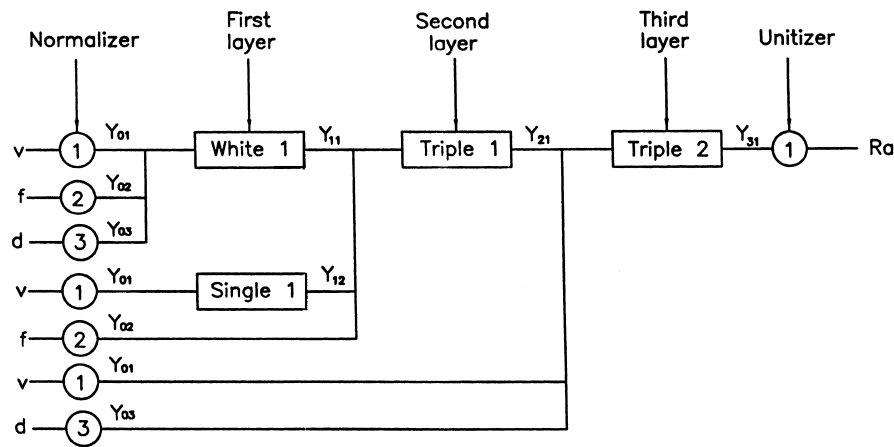 Normalizer
First
layer
Second
layer
Third
layer
Unitizer
v 1 Y01 White 1 Y11 Triple 1 Y21 Triple 2 Y31 1 Ra
f 2 Y02
d 3 Y03
v 1 Y01 Single 1 Y12
f 2 Y02
v 1 Y01
d 3 Y03